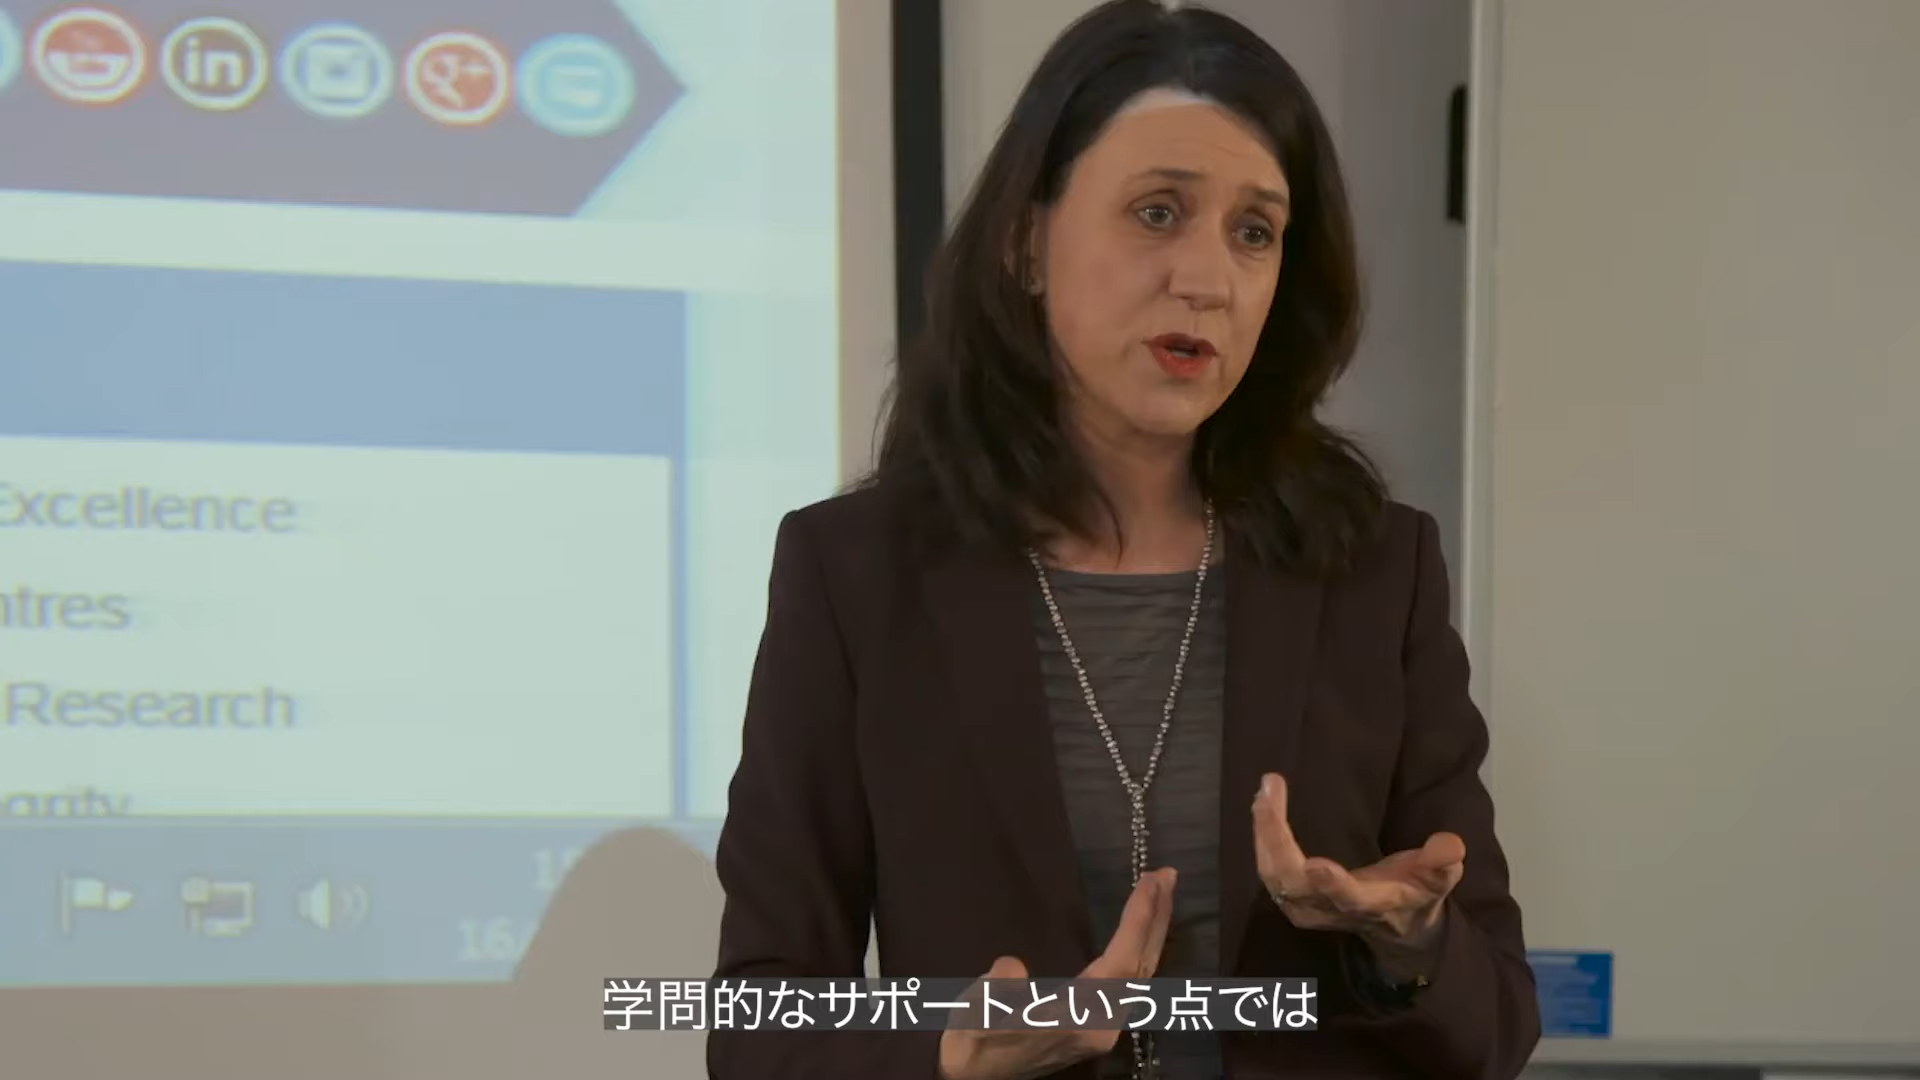 in
g+
Excellence
ntres
Research
学問的なサポートという点では